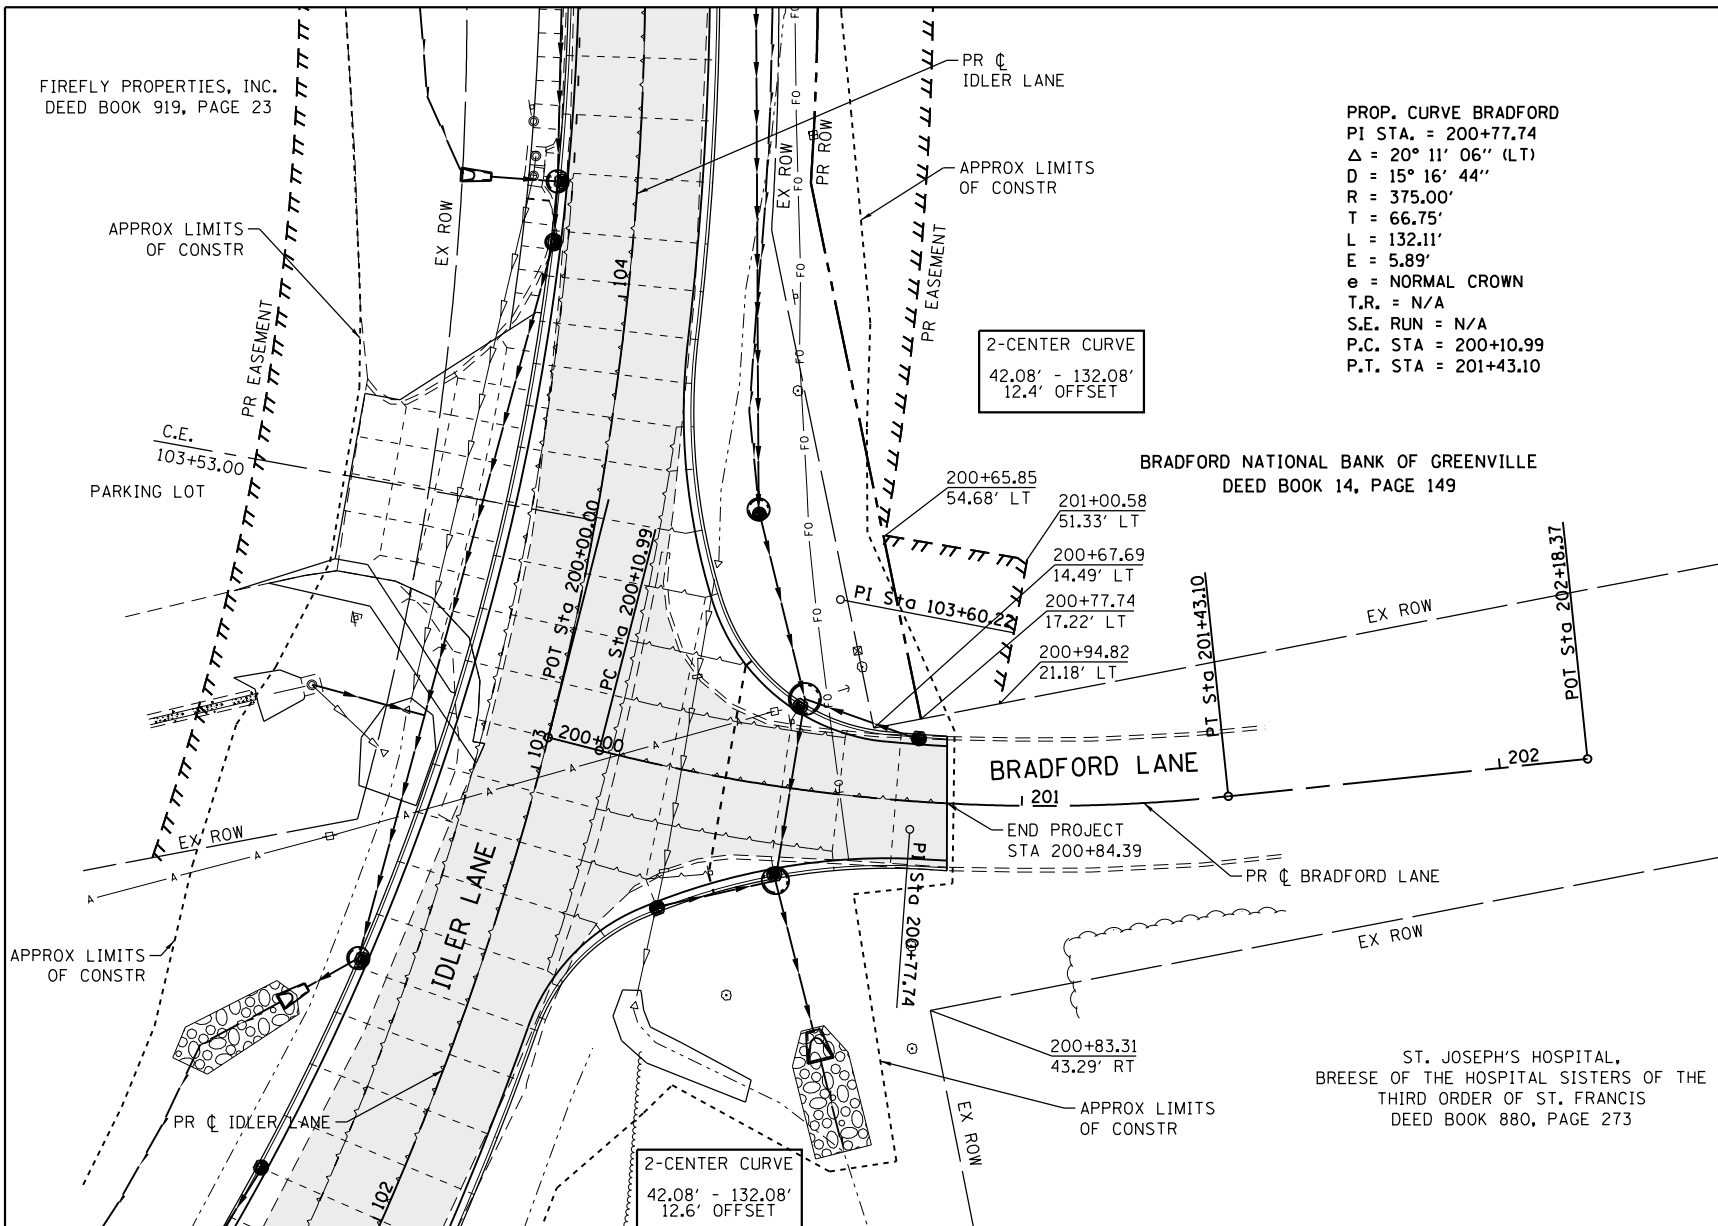 FIREFLY PROPERTIES, INC.
DEED BOOK 919, PAGE 23
PR ℄
IDLER LANE
APPROX LIMITS
OF CONSTR
EX ROW
PR ROW
FO
FO
FO
FO
FO
FO
FO
FO
PROP. CURVE BRADFORD
PI STA. = 200+77.74
Δ = 20° 11' 06'' (LT)
D = 15° 16' 44''
R = 375.00'
T = 66.75'
L = 132.11'
E = 5.89'
e = NORMAL CROWN
T.R. = N/A
S.E. RUN = N/A
P.C. STA = 200+10.99
P.T. STA = 201+43.10
APPROX LIMITS
OF CONSTR
EX ROW
PR EASEMENT
PR EASEMENT
104
2-CENTER CURVE
42.08' - 132.08'
12.4' OFFSET
C.E.
103+53.00
PARKING LOT
BRADFORD NATIONAL BANK OF GREENVILLE
DEED BOOK 14, PAGE 149
200+65.85
54.68' LT
201+00.58
51.33' LT
200+67.69
14.49' LT
200+77.74
17.22' LT
200+94.82
21.18' LT
POT Sta 200+00.00
PC Sta 200+10.99
PI Sta 103+60.22
PT Sta 201+43.10
POT Sta 202+18.37
EX ROW
103
200+00
BRADFORD LANE
201
202
END PROJECT
STA 200+84.39
PR ℄ BRADFORD LANE
EX ROW
A
A
A
A
A
A
IDLER LANE
PI Sta 200+77.74
EX ROW
APPROX LIMITS
OF CONSTR
200+83.31
43.29' RT
ST. JOSEPH'S HOSPITAL,
BREESE OF THE HOSPITAL SISTERS OF THE
THIRD ORDER OF ST. FRANCIS
DEED BOOK 880, PAGE 273
APPROX LIMITS
OF CONSTR
EX ROW
PR ℄ IDLER LANE
102
2-CENTER CURVE
42.08' - 132.08'
12.6' OFFSET